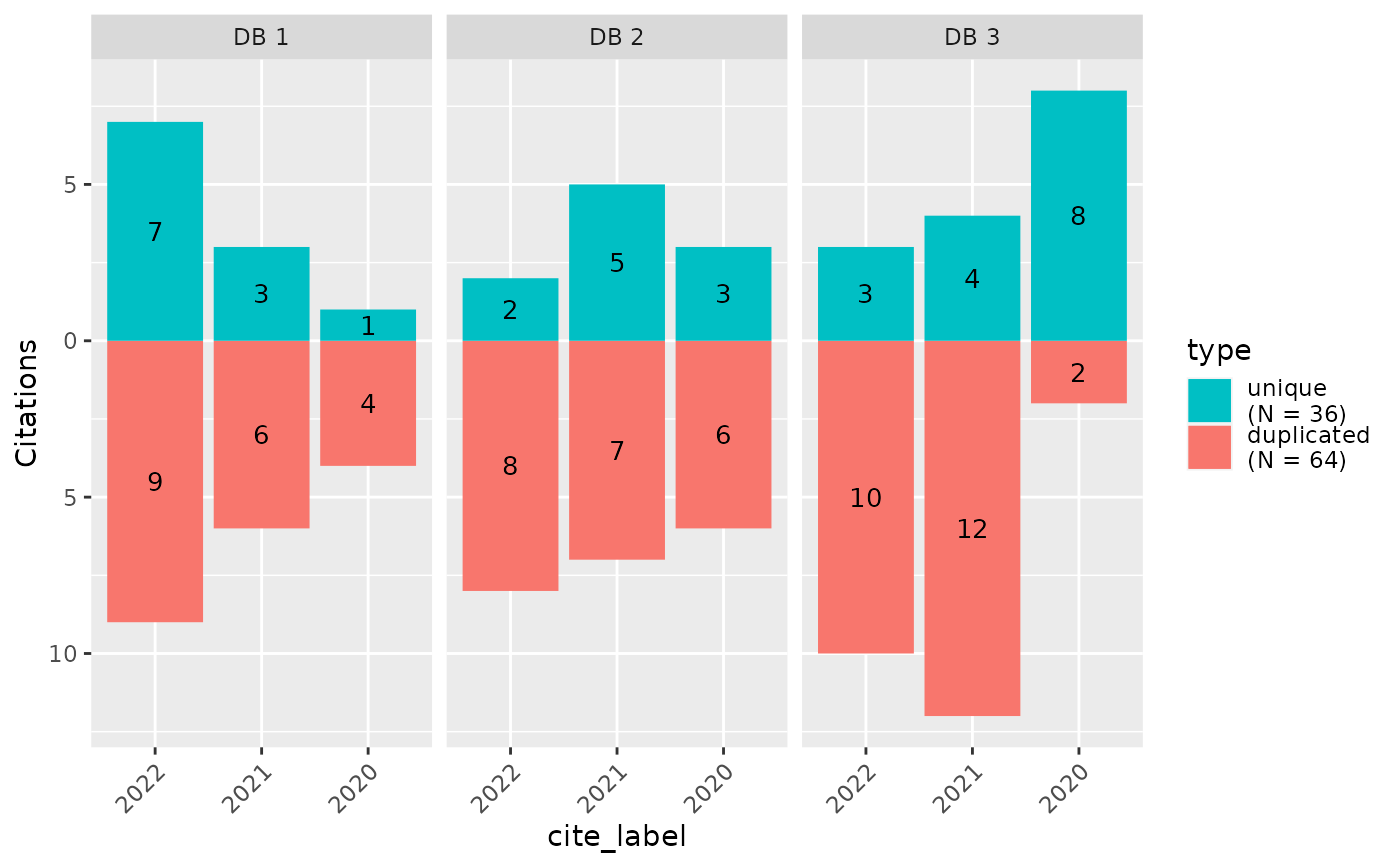 DB 1 DB 2 DB 3
5
0
5
10
Citations
7 3 1
9 6 4
2 5 3
8 7 6
3 4 8
10 12 2
2022 2021 2020
2022 2021 2020
2022 2021 2020
cite_label
type
unique
(N = 36)
duplicated
(N = 64)